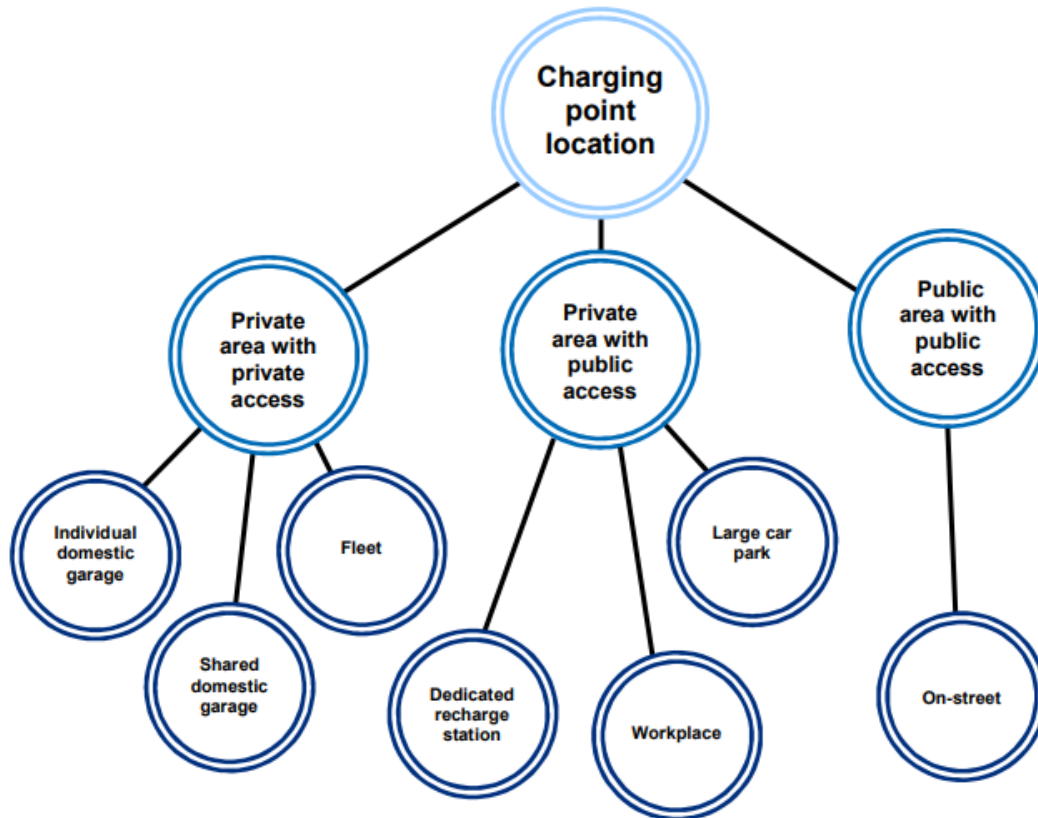 Charging
point
location
Private
area with
private
access
Private
area with
public
access
Public
area with
public
access
Individual
domestic
garage
Shared
domestic
garage
Fleet
Dedicated
recharge
station
Workplace
Large car
park
On-street